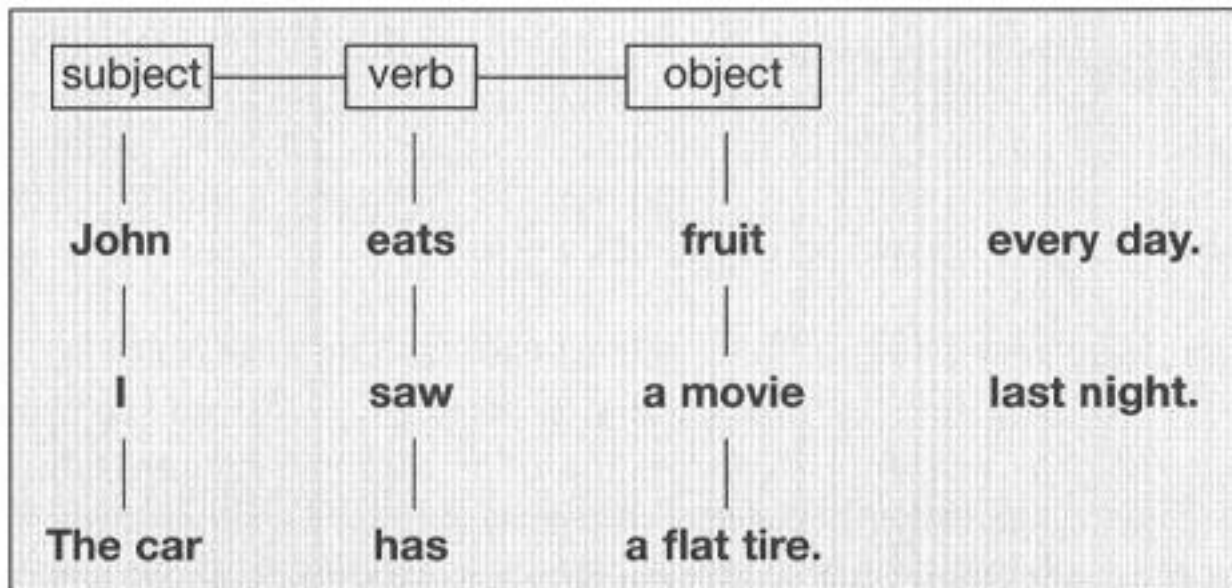 subject verb object
John eats fruit every day.
I saw a movie last night.
The car has a flat tire.